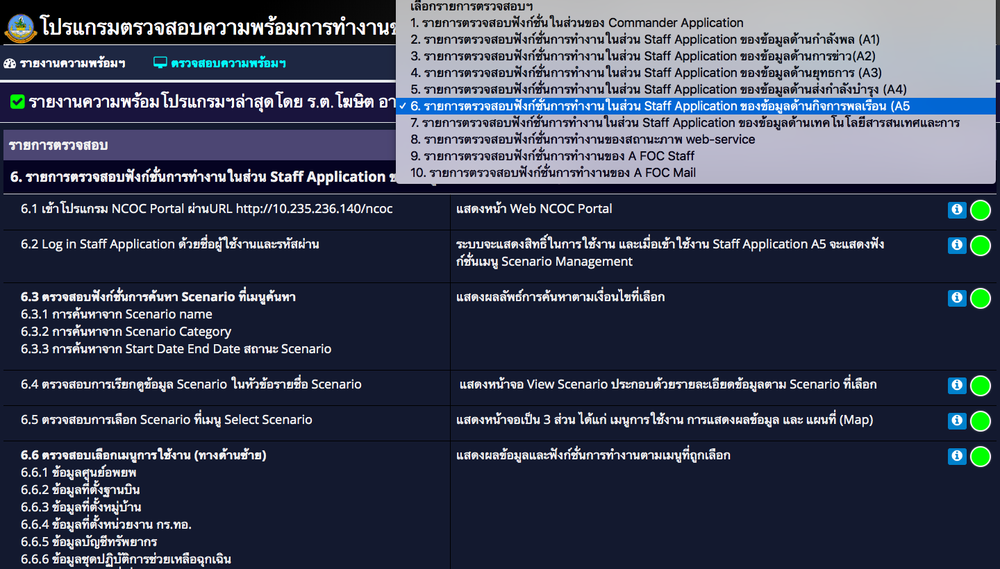 โปรแกรมตรวจสอบความพร้อมการทำงานข
รายงานความพร้อมฯ
ตรวจสอบความพร้อมฯ
รายงานความพร้อมโปรแกรมฯล่าสุดโดย ร.ต.โฆษิต อา
เลือกรายการตรวจสอบฯ
1. รายการตรวจสอบฟังก์ชั่นในส่วนของ Commander Application
2. รายการตรวจสอบฟังก์ชั่นการทำงานในส่วน Staff Application ของข้อมูลด้านกำลังพล (A1)
3. รายการตรวจสอบฟังก์ชั่นการทำงานในส่วน Staff Application ของข้อมูลด้านการข่าว(A2)
4. รายการตรวจสอบฟังก์ชั่นการทำงานในส่วน Staff Application ของข้อมูลด้านยุทธการ (A3)
5. รายการตรวจสอบฟังก์ชั่นการทำงานในส่วน Staff Application ของข้อมูลด้านส่งกำลังบำรุง (A4)
✓ 6. รายการตรวจสอบฟังก์ชั่นการทำงานในส่วน Staff Application ของข้อมูลด้านกิจการพลเรือน (A5
7. รายการตรวจสอบฟังก์ชั่นการทำงานในส่วน Staff Application ของข้อมูลด้านเทคโนโลยีสารสนเทศและการ
8. รายการตรวจสอบฟังก์ชั่นการทำงานของสถานะภาพ web-service
9. รายการตรวจสอบฟังก์ชั่นการทำงานของ A FOC Staff
10. รายการตรวจสอบฟังก์ชั่นการทำงานของ A FOC Mail
รายการตรวจสอบ
6. รายการตรวจสอบฟังก์ชั่นการทำงานในส่วน Staff Application ข
6.1 เข้าโปรแกรม NCOC Portal ผ่านURL http://10.235.236.140/ncoc
แสดงหน้า Web NCOC Portal
6.2 Log in Staff Application ด้วยชื่อผู้ใช้งานและรหัสผ่าน
ระบบจะแสดงสิทธิ์ในการใช้งาน และเมื่อเข้าใช้งาน Staff Application A5 จะแสดงฟัง
ก์ชั่นเมนู Scenario Management
6.3 ตรวจสอบฟังก์ชั่นการค้นหา Scenario ที่เมนูค้นหา
6.3.1 การค้นหาจาก Scenario name
6.3.2 การค้นหาจาก Scenario Category
6.3.3 การค้นหาจาก Start Date End Date สถานะ Scenario
แสดงผลลัพธ์การค้นหาตามเงื่อนไขที่เลือก
6.4 ตรวจสอบการเรียกดูข้อมูล Scenario ในหัวข้อรายชื่อ Scenario
แสดงหน้าจอ View Scenario ประกอบด้วยรายละเอียดข้อมูลตาม Scenario ที่เลือก
6.5 ตรวจสอบการเลือก Scenario ที่เมนู Select Scenario
แสดงหน้าจอเป็น 3 ส่วน ได้แก่ เมนูการใช้งาน การแสดงผลข้อมูล และ แผนที่ (Map)
6.6 ตรวจสอบเลือกเมนูการใช้งาน (ทางด้านซ้าย)
6.6.1 ข้อมูลศูนย์อพยพ
6.6.2 ข้อมูลที่ตั้งฐานบิน
6.6.3 ข้อมูลที่ตั้งหมู่บ้าน
6.6.4 ข้อมูลที่ตั้งหน่วยงาน กร.ทอ.
6.6.5 ข้อมูลบัญชีทรัพยากร
6.6.6 ข้อมูลชุดปฏิบัติการช่วยเหลือฉุกเฉิน
แสดงผลข้อมูลและฟังก์ชั่นการทำงานตามเมนูที่ถูกเลือก